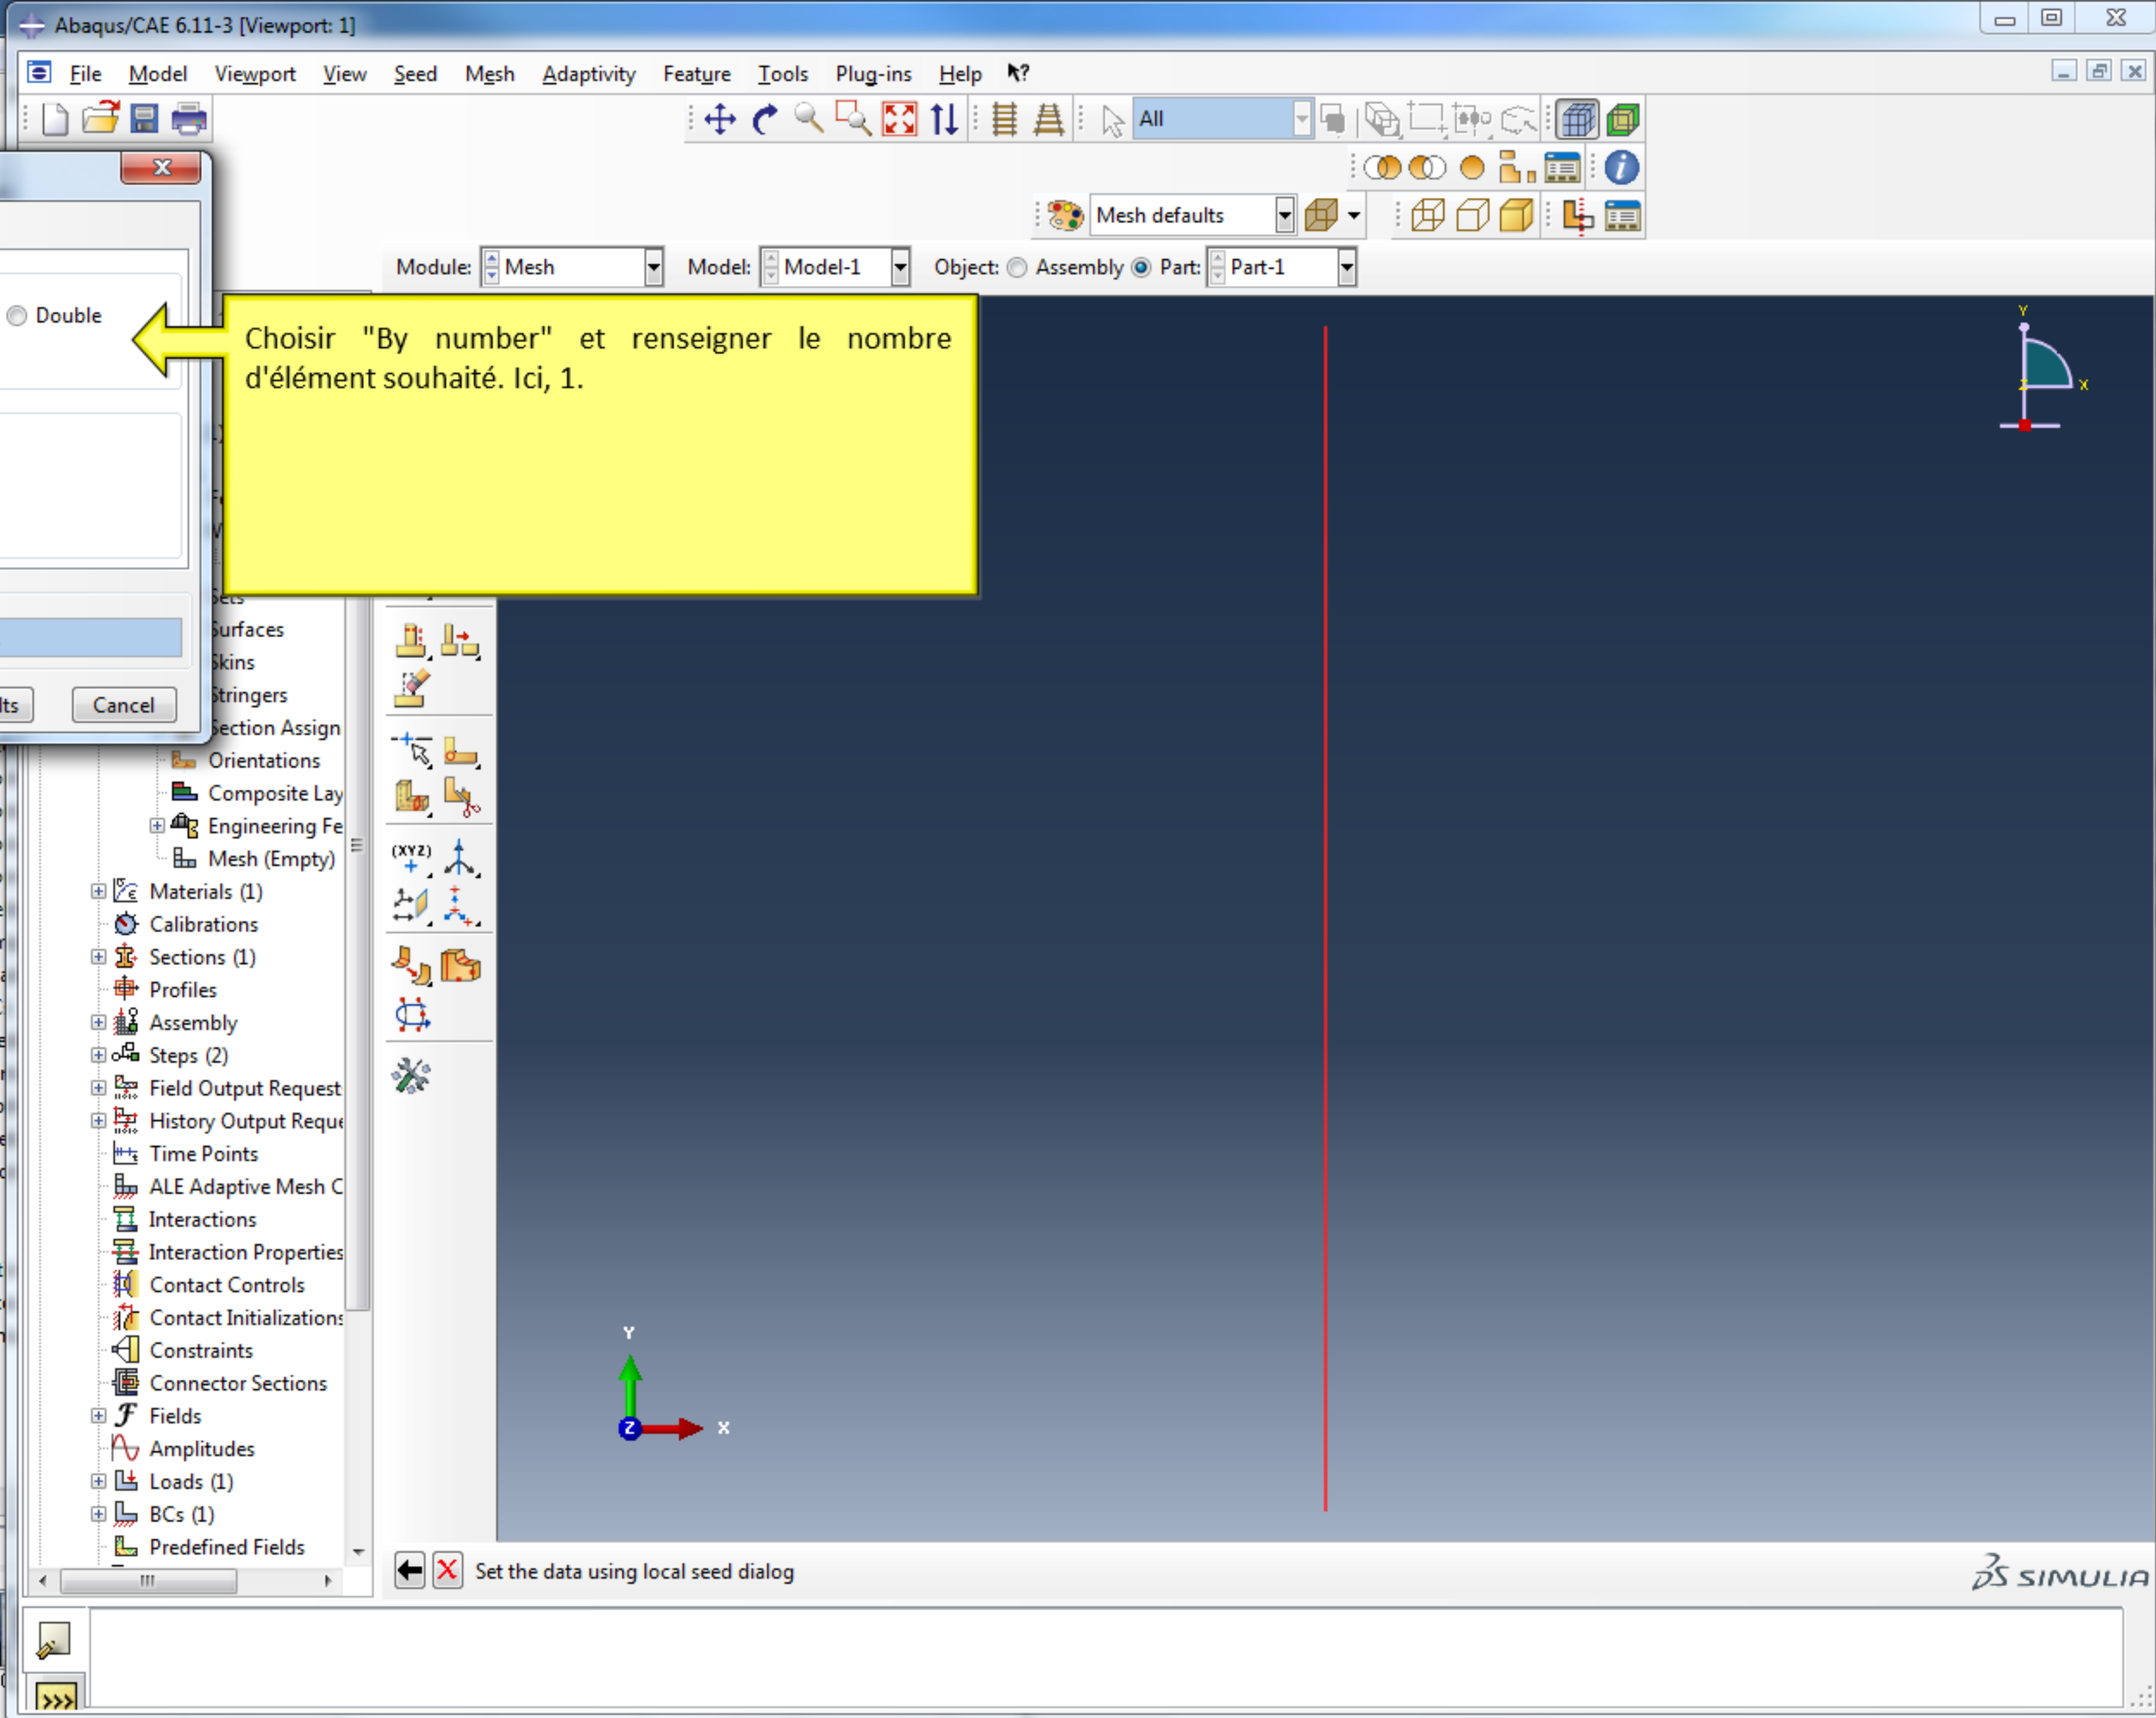 Abaqus/CAE 6.11-3 [Viewport: 1]
File Model Viewport View Seed Mesh Adaptivity Feature Tools Plug-ins Help
All
Mesh defaults
Module: Mesh Model: Model-1 Object: Assembly Part: Part-1
Double
Choisir "By number" et renseigner le nombre
d'élément souhaité. Ici, 1.
Y
Z X
Sets
Surfaces
Skins
Stringers
lts Cancel
Section Assign
Orientations
Composite Lay
Engineering Fe
Mesh (Empty)
(XYZ)
Materials (1)
Calibrations
Sections (1)
Profiles
Assembly
Steps (2)
Field Output Request
History Output Reque
Time Points
ALE Adaptive Mesh C
Interactions
Interaction Properties
Contact Controls
Contact Initializations
Constraints
Connector Sections
Fields
Amplitudes
Loads (1)
BCs (1)
Predefined Fields
Y
Z X
Set the data using local seed dialog
SIMULIA
>>>